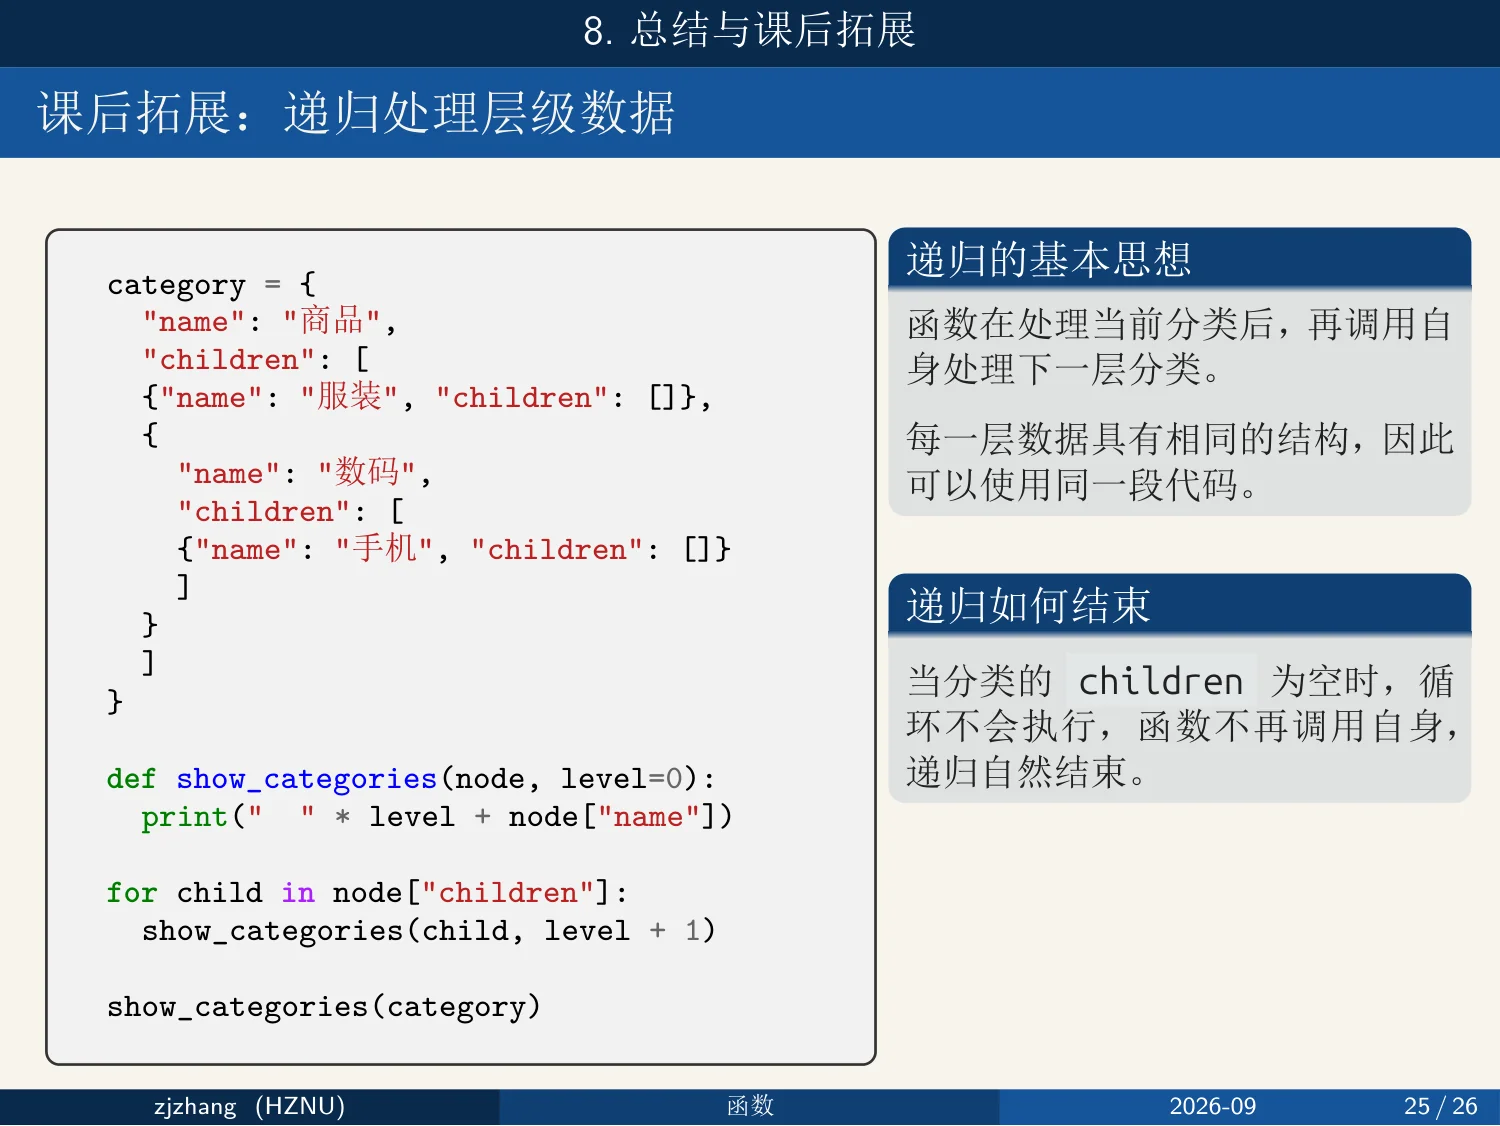 8. 总结与课后拓展
课后拓展：递归处理层级数据
category = {
  "name": "商品",
  "children": [
  {"name": "服装", "children": []},
  {
    "name": "数码",
    "children": [
    {"name": "手机", "children": []}
    ]
  }
  ]
}
def show_categories(node, level=0):
  print("  " * level + node["name"])
for child in node["children"]:
  show_categories(child, level + 1)
show_categories(category)
递归的基本思想
函数在处理当前分类后，再调用自
身处理下一层分类。
每一层数据具有相同的结构，因此
可以使用同一段代码。
递归如何结束
当分类的 children 为空时，循
环不会执行，函数不再调用自身，
递归自然结束。
zjzhang (HZNU)
函数
2026-09
25 / 26